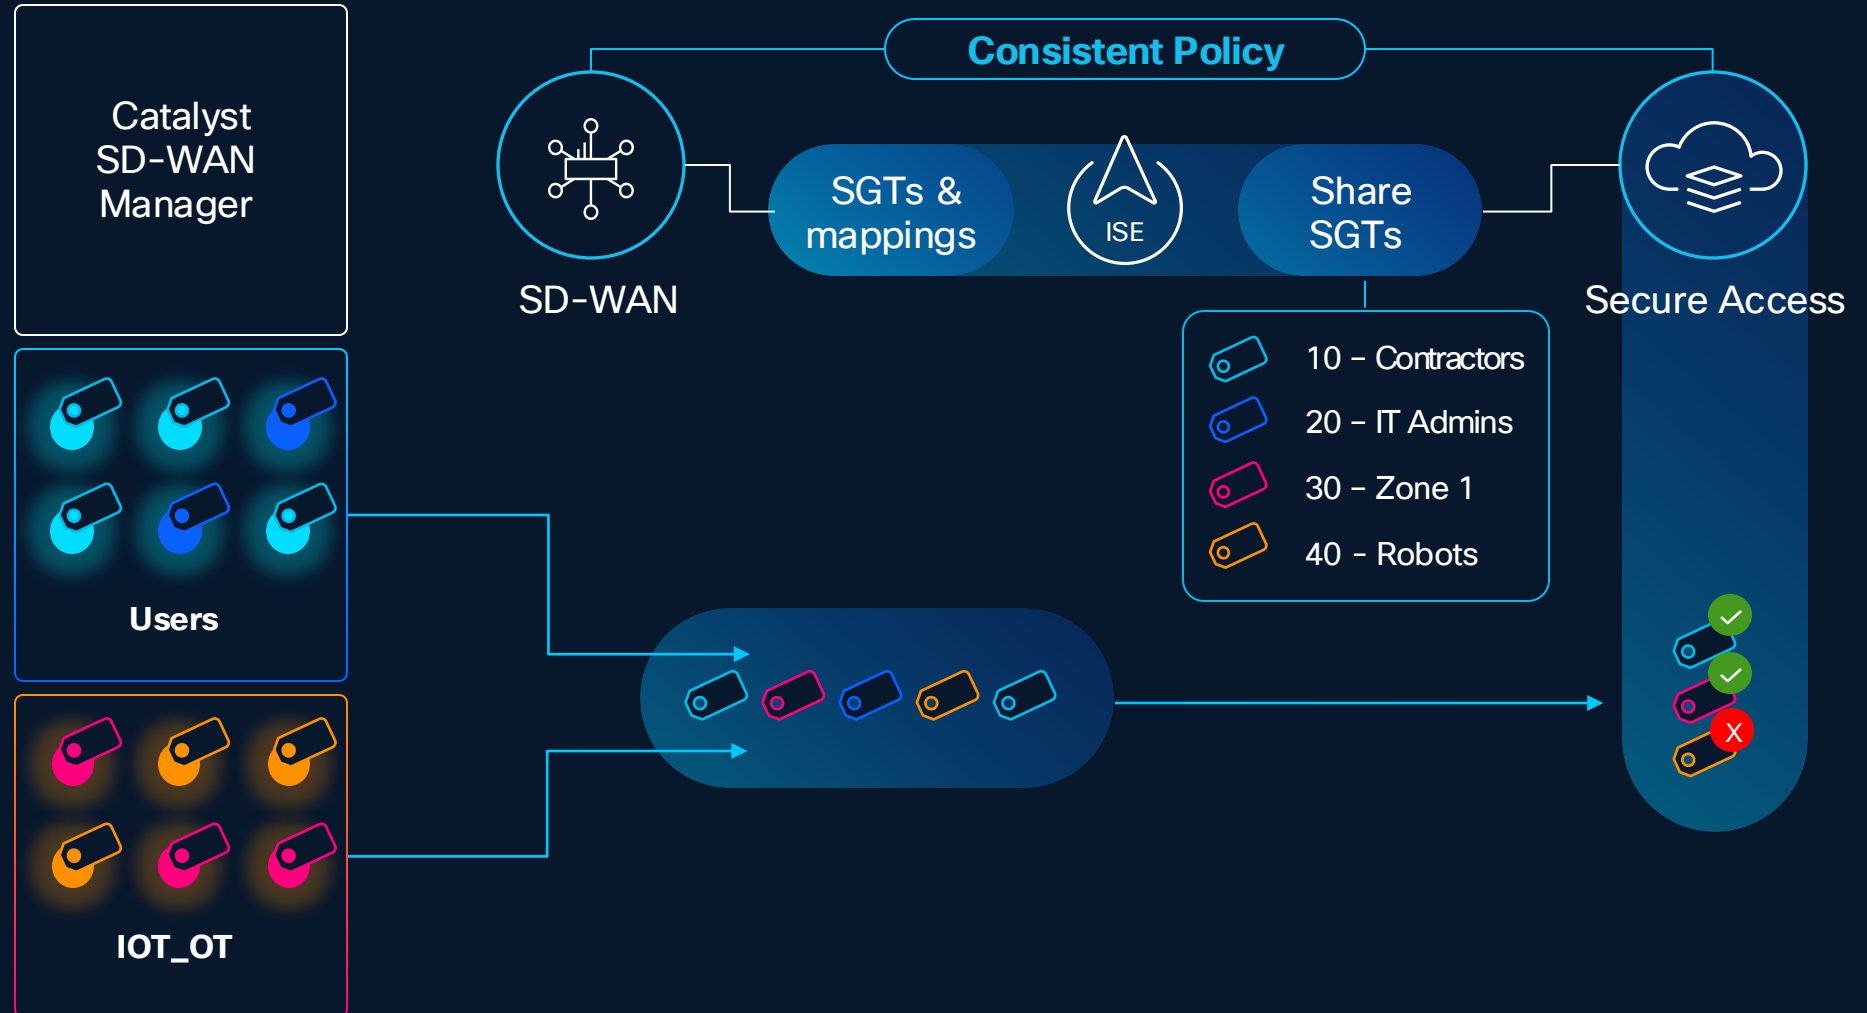 Catalyst
SD-WAN
Manager
Consistent Policy
SD-WAN
SGTs &
mappings
ISE
Share
SGTs
Secure Access
10 – Contractors
20 – IT Admins
30 – Zone 1
40 – Robots
Users
IOT_OT
X